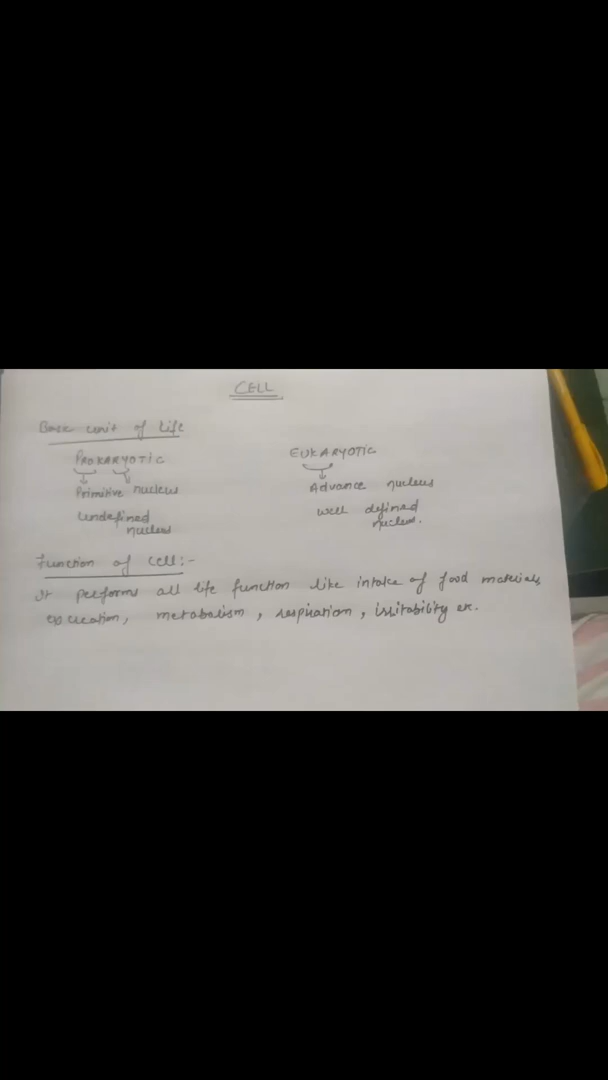 CELL
Basic unit of life
PROKARYOTIC
EUKARYOTIC
Primitive nucleus
Advance nucleus
undefined nucleus
well defined nucleus.
Function of cell:-
It performs all life function like intake of food materials,
excreation, metabolism, respiration, irritability etc.